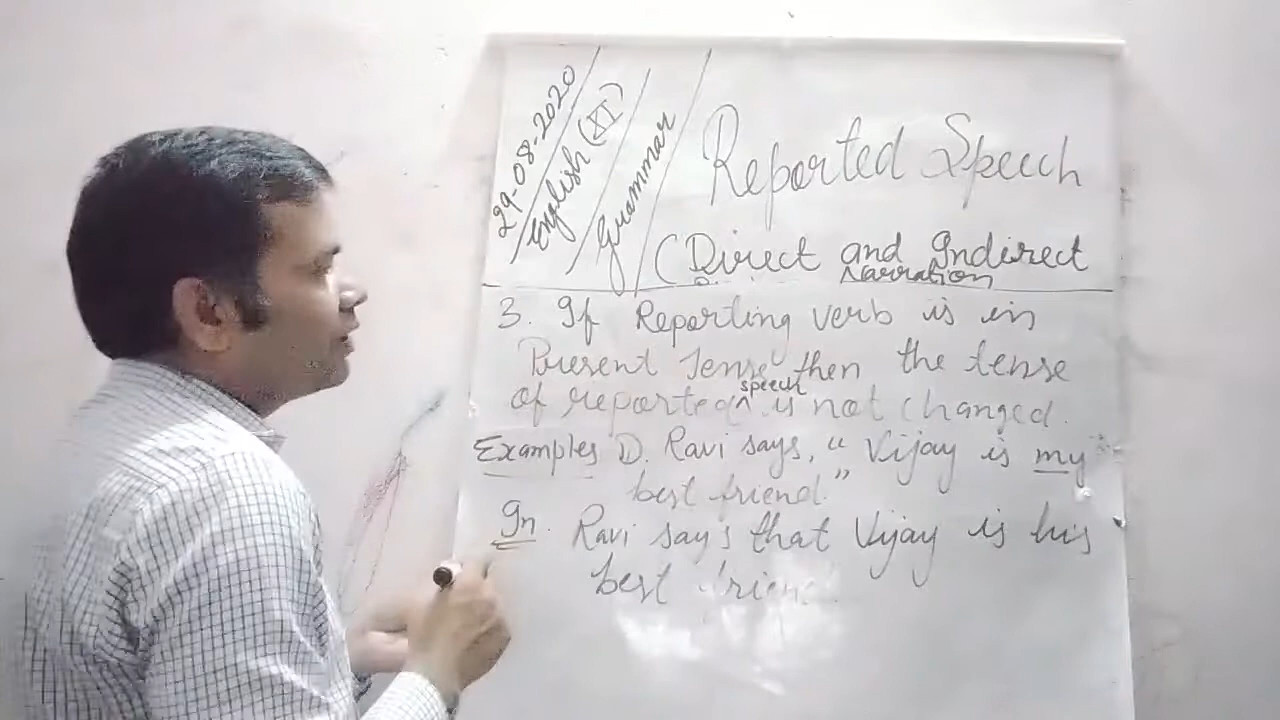 29-08-2020
English (XI)
Grammar
Reported Speech
(Direct and Indirect
Narration
3. If Reporting verb is in
Present Tense then the tense
of reported speech is not changed.
Examples D. Ravi says, "Vijay is my
best friend."
In. Ravi says that Vijay is his
best friend